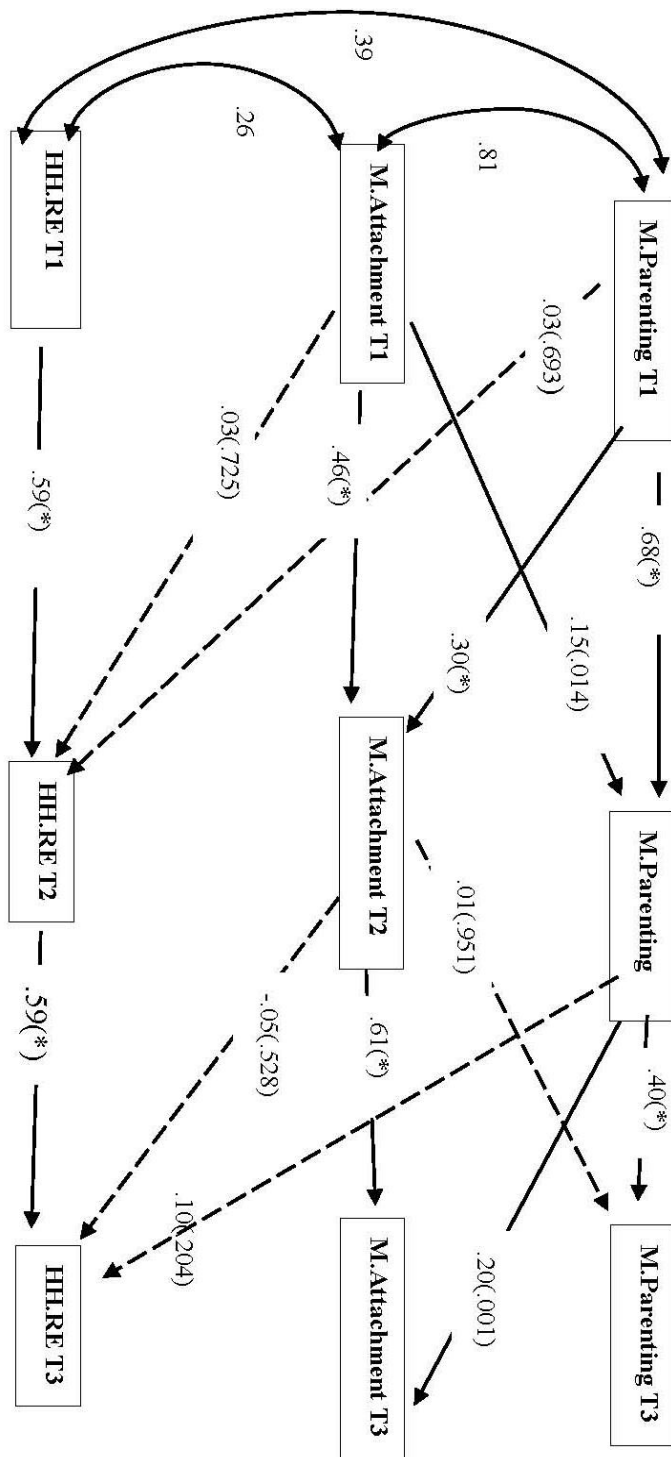 .39
.26
.81
M.Parenting T1
.68(*)
M.Parenting
.40(*)
M.Parenting T3
.03(.693)
.15(.014)
.30(*)
.01(.951)
.20(.001)
M.Attachment T1
.46(*)
M.Attachment T2
.61(*)
M.Attachment T3
.03(.725)
-.05(.528)
.10(.204)
HH.RE T1
.59(*)
HH.RE T2
.59(*)
HH.RE T3